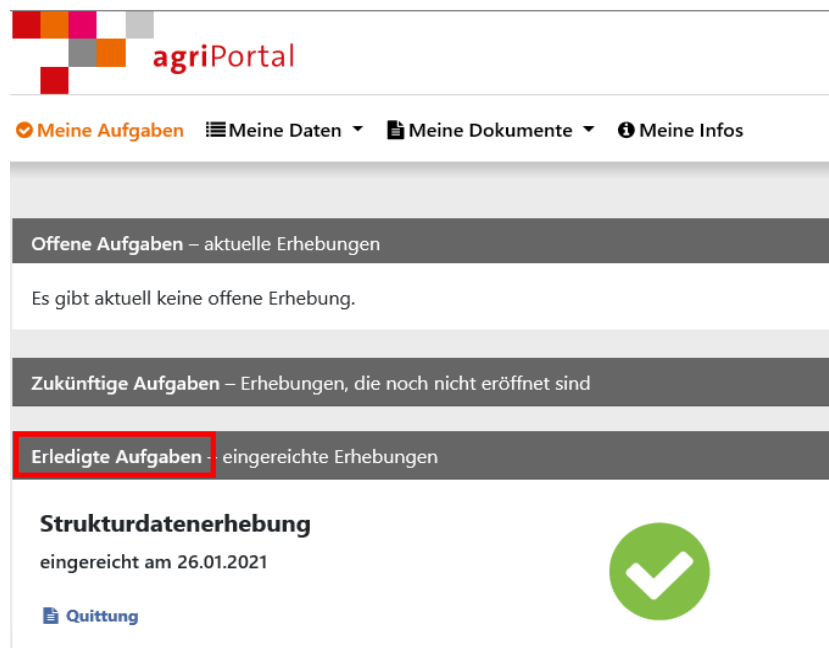 agriPortal
Meine Aufgaben Meine Daten Meine Dokumente Meine Infos
Offene Aufgaben – aktuelle Erhebungen
Es gibt aktuell keine offene Erhebung.
Zukünftige Aufgaben – Erhebungen, die noch nicht eröffnet sind
Erledigte Aufgaben – eingereichte Erhebungen
Strukturdatenerhebung
eingereicht am 26.01.2021
Quittung